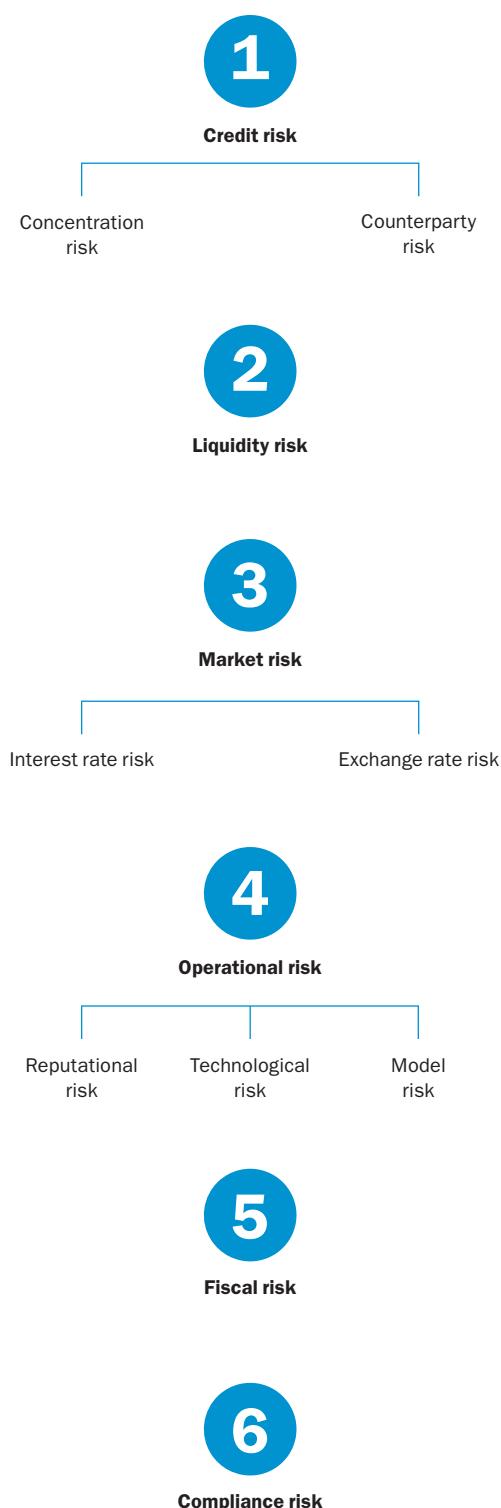 1
Credit risk
Concentration
risk
Counterparty
risk
2
Liquidity risk
3
Market risk
Interest rate risk
Exchange rate risk
4
Operational risk
Reputational
risk
Technological
risk
Model
risk
5
Fiscal risk
6
Compliance risk